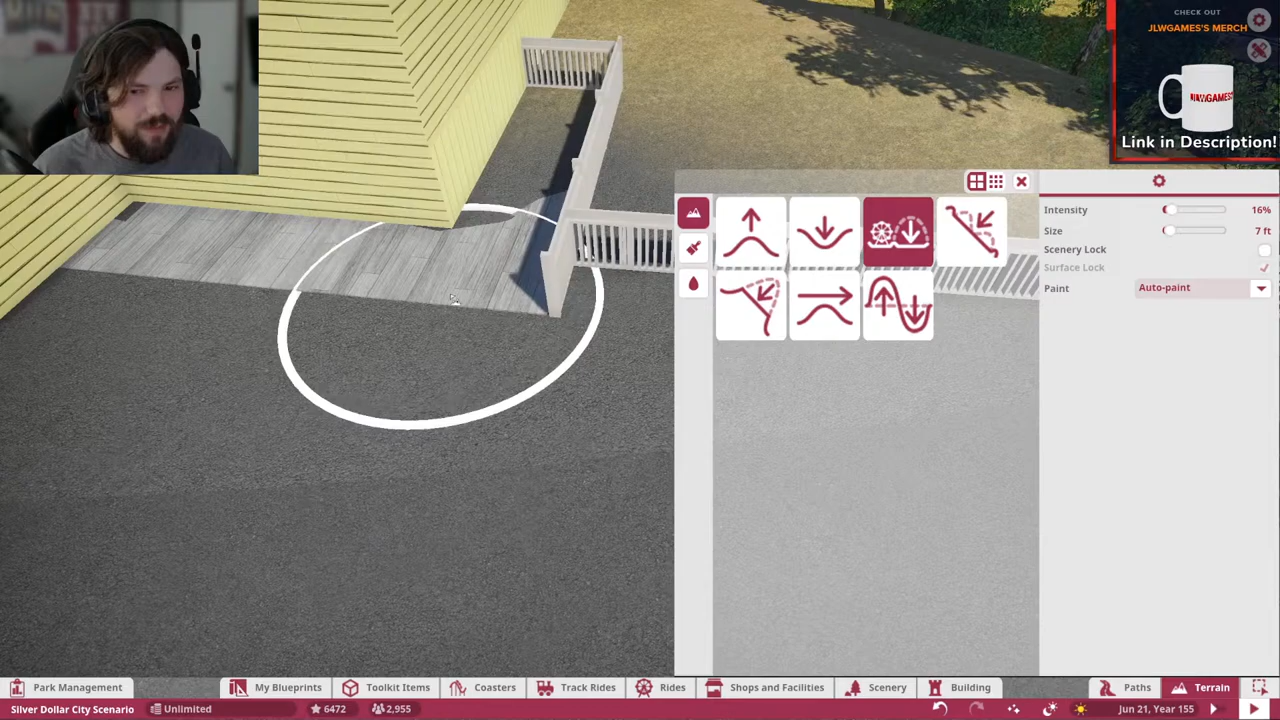 CHECK OUT
JLWGAMES'S MERCH
JLWGAMES
Link in Description!
Intensity 16%
Size 7 ft
Scenery Lock
Surface Lock
Paint Auto-paint
Park Management My Blueprints Toolkit Items Coasters Track Rides Rides Shops and Facilities Scenery Building Paths Terrain
Silver Dollar City Scenario Unlimited 6472 2,955 Jun 21, Year 155